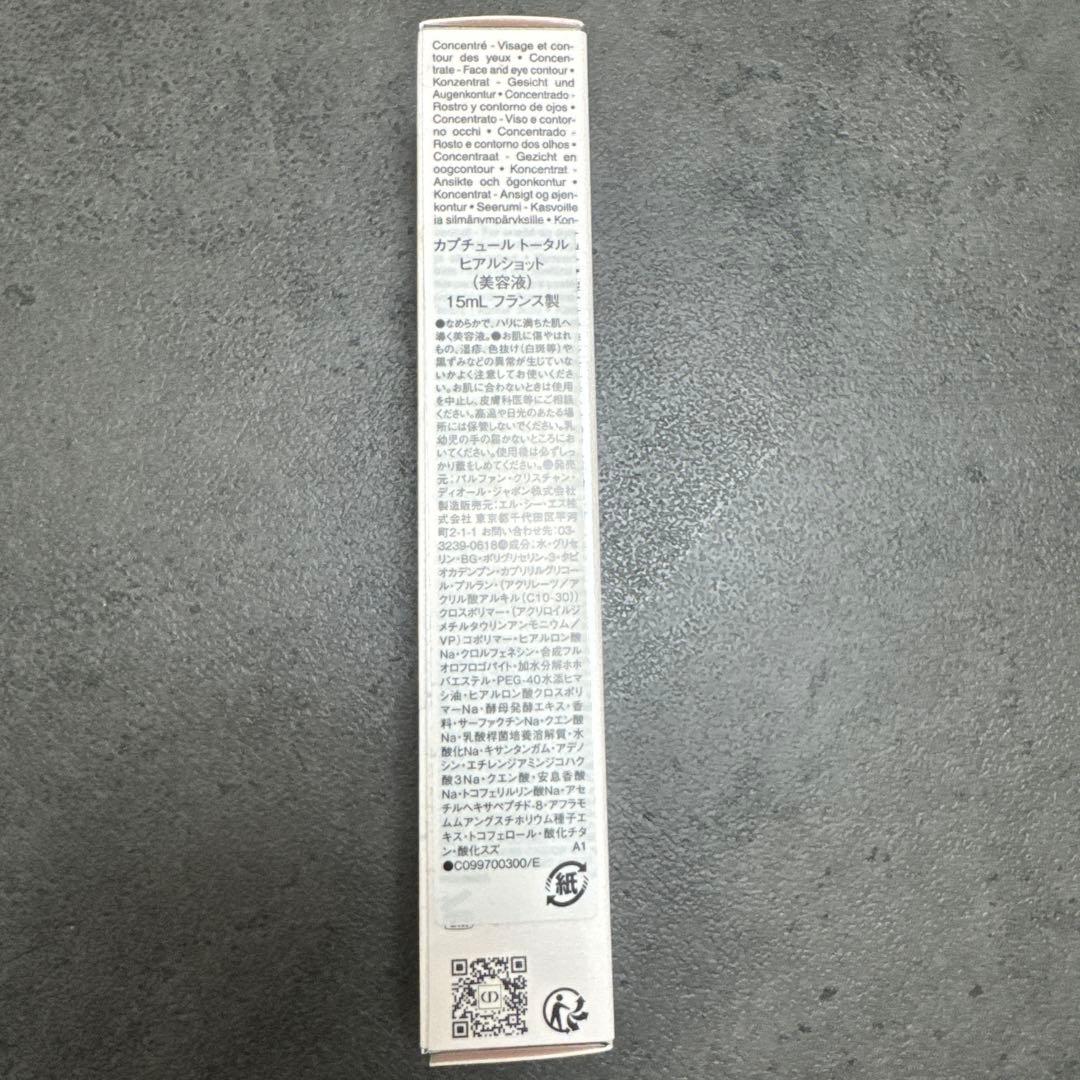 Concentré - Visage et con-
tour des yeux • Concen-
trate - Face and eye contour •
Konzentrat - Gesicht und
Augenkontur • Concentrado -
Rostro y contorno de ojos •
Concentrato - Viso e contor-
no occhi • Concentrado -
Rosto e contorno dos olhos •
Concentraat - Gezicht en
oogcontour • Koncentrat -
Ansikte och ögonkontur •
Koncentrat - Ansigt og øjen-
kontur • Seerumi - Kasvoille
ja silmänympäryksille • Kon-
カプチュール トータル
ヒアルショット
(美容液)
15mL フランス製
●なめらかで、ハリに満ちた肌へ
導く美容液。●お肌に傷やはれ
もの、湿疹、色抜け(白斑等)や
黒ずみなどの異常が生じていな
いかよく注意してお使いくださ
い。お肌に合わないときは使用
を中止し、皮膚科医等にご相談
ください。高温や日光のあたる場
所には保管しないでください。乳
幼児の手の届かないところにお
いてください。使用後は必ずしっ
かり蓋をしめてください。●発売
元:パルファン・クリスチャン・
ディオール・ジャポン株式会社
製造販売元:エル・シー・エス株
式会社 東京都千代田区平河
町2-1-1 お問い合わせ先:03-
3239-0618●成分:水・グリセ
リン・BG・ポリグリセリン-3・タピ
オカデンプン・カプリリルグリコー
ル・プルラン・(アクリレーツ/ア
クリル酸アルキル(C10-30))
クロスポリマー・(アクリロイルジ
メチルタウリンアンモニウム/
VP)コポリマー・ヒアルロン酸
Na・クロルフェネシン・合成フル
オロフロゴパイト・加水分解ホホ
バエステル・PEG-40水添ヒマ
シ油・ヒアルロン酸クロスポリ
マーNa・酵母発酵エキス・香
料・サーファクチンNa・クエン酸
Na・乳酸桿菌培養溶解質・水
酸化Na・キサンタンガム・アデノ
シン・エチレンジアミンジコハク
酸3Na・クエン酸・安息香酸
Na・トコフェリルリン酸Na・アセ
チルヘキサペプチド-8・アフラモ
ムムアングスチホリウム種子エ
キス・トコフェロール・酸化チタ
ン・酸化スズ A1
●C099700300/E
紙
CD